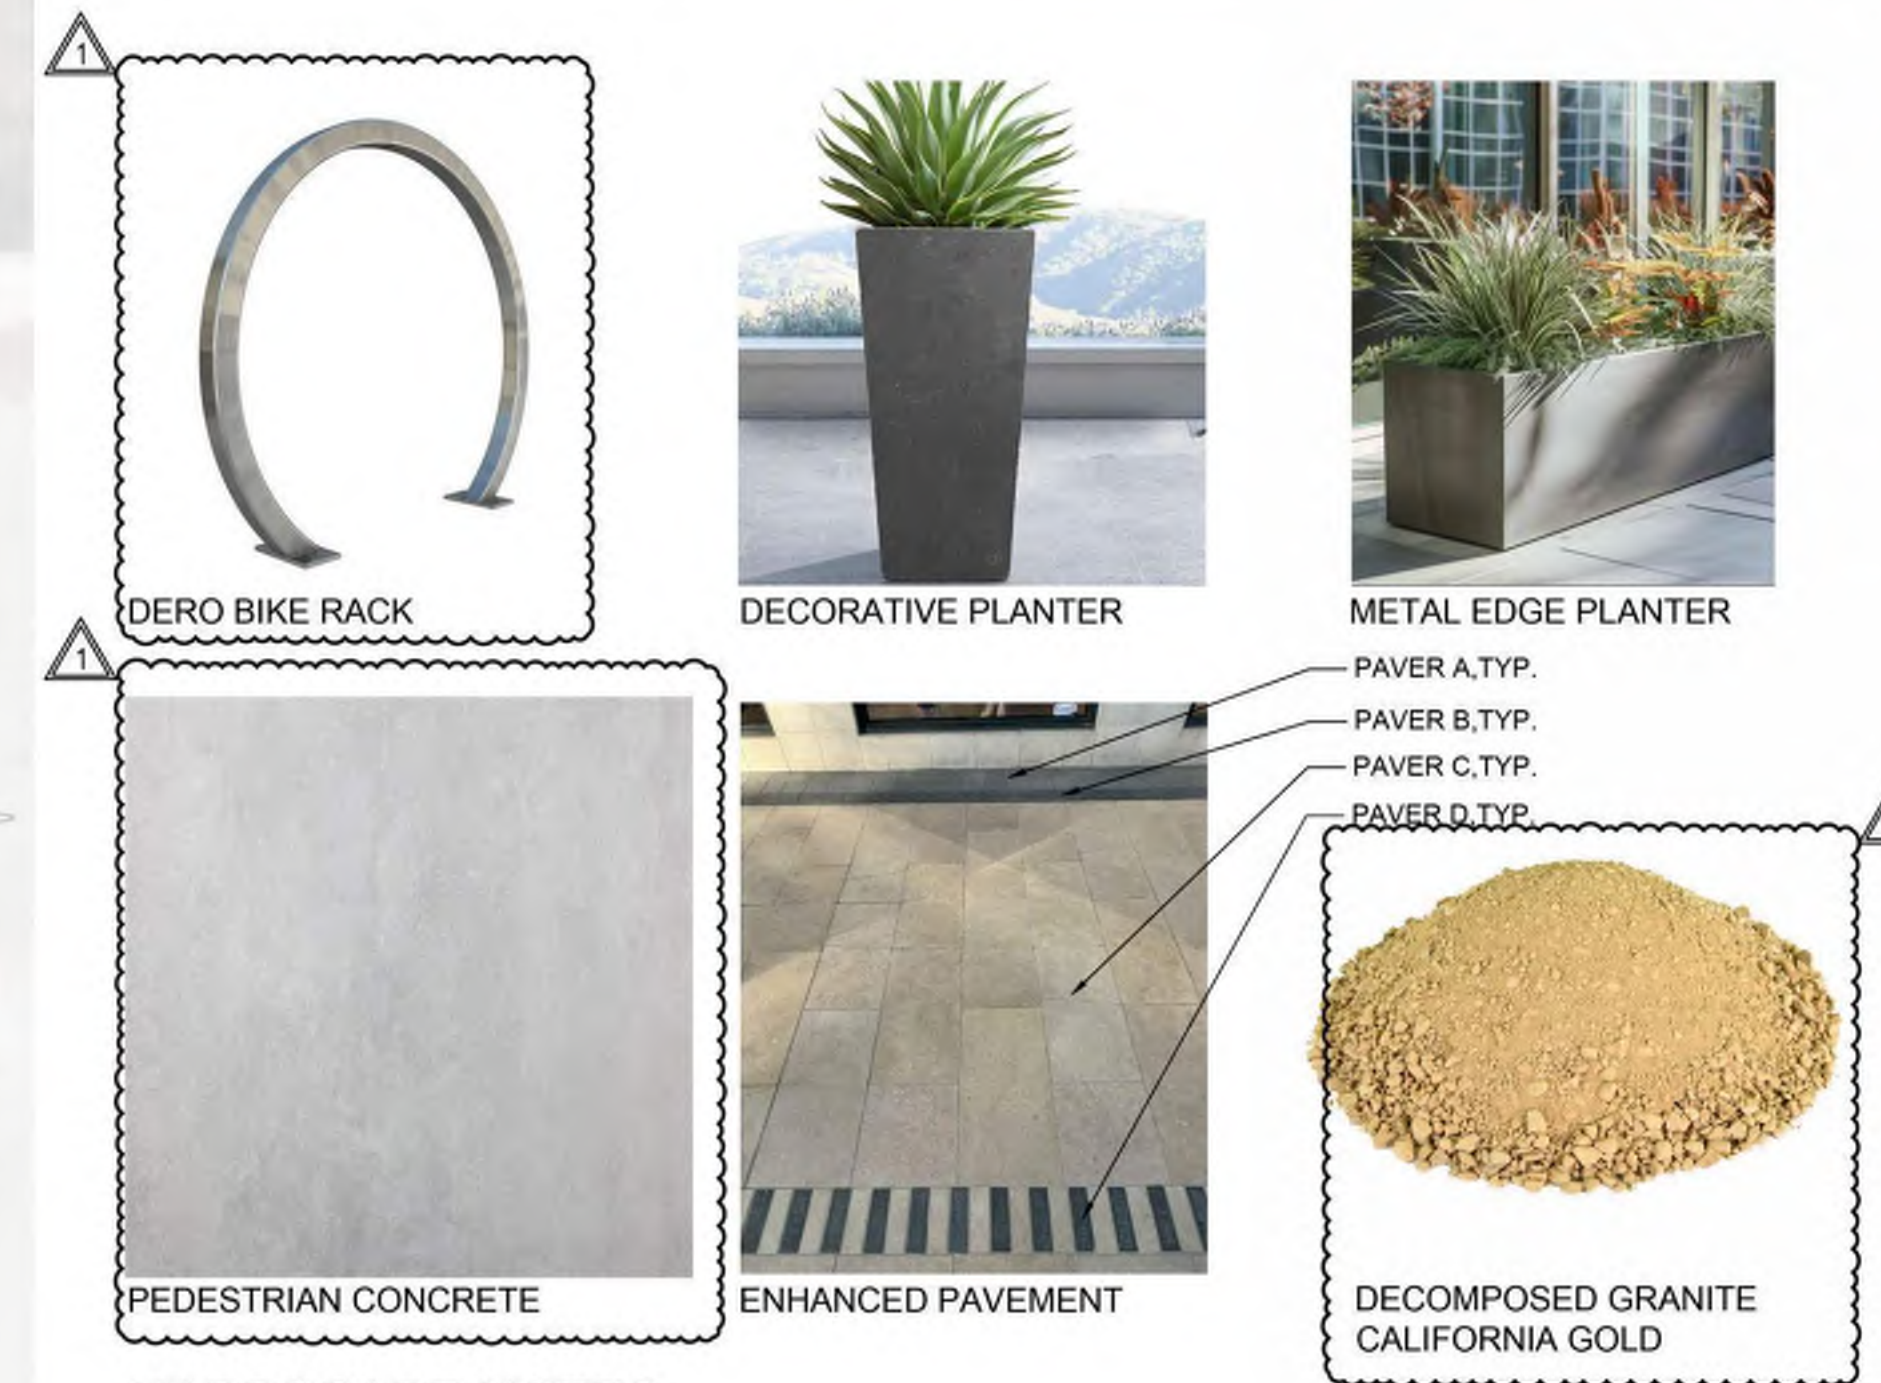 1
DERO BIKE RACK
DECORATIVE PLANTER
METAL EDGE PLANTER
1
PAVER A,TYP.
PAVER B,TYP.
PAVER C,TYP.
PAVER D,TYP.
PEDESTRIAN CONCRETE
ENHANCED PAVEMENT
DECOMPOSED GRANITE
CALIFORNIA GOLD